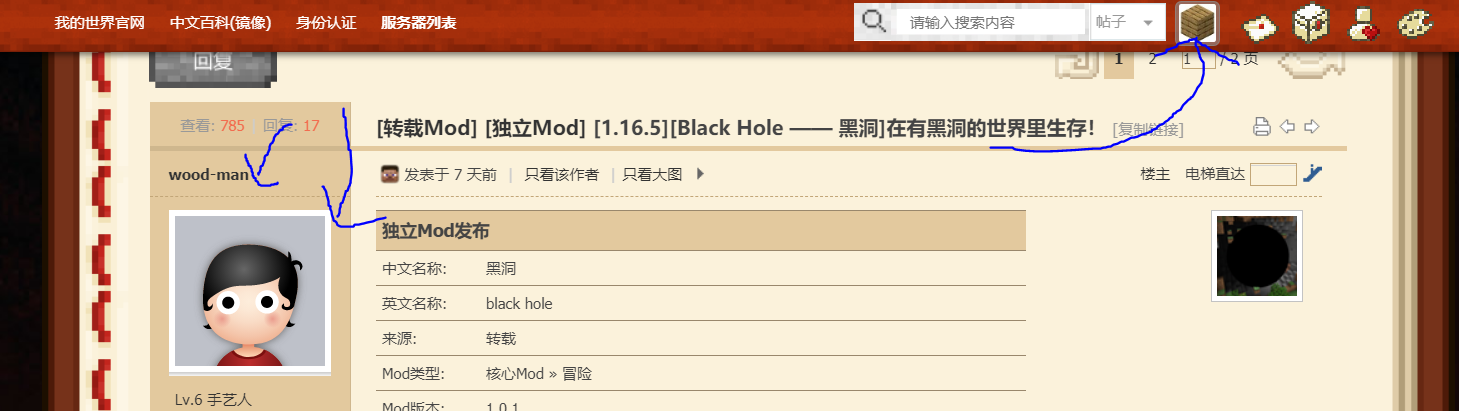 我的世界官网 中文百科(镜像) 身份认证 服务器列表 请输入搜索内容 帖子
回复 1 2 1 / 2 页
查看: 785 | 回复: 17 [转载Mod] [独立Mod] [1.16.5][Black Hole —— 黑洞]在有黑洞的世界里生存! [复制链接]
wood-man 发表于 7 天前 | 只看该作者 | 只看大图 楼主 电梯直达
独立Mod发布
中文名称: 黑洞
英文名称: black hole
来源: 转载
Mod类型: 核心Mod » 冒险
Lv.6 手艺人
Mod版本: 1.0.1